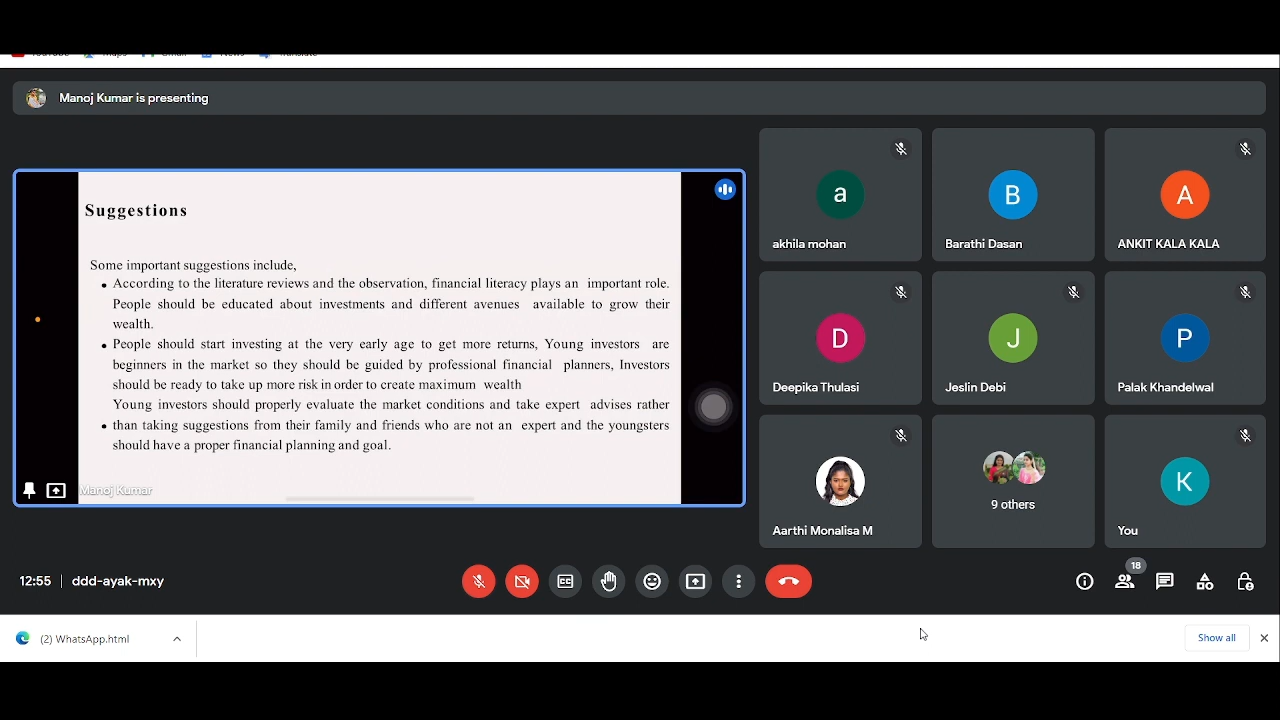 YouTube Maps Gmail News Translate
Manoj Kumar is presenting
Suggestions
Some important suggestions include,
• According to the literature reviews and the observation, financial literacy plays an important role.
People should be educated about investments and different avenues available to grow their
wealth.
• People should start investing at the very early age to get more returns, Young investors are
beginners in the market so they should be guided by professional financial planners, Investors
should be ready to take up more risk in order to create maximum wealth
Young investors should properly evaluate the market conditions and take expert advises rather
• than taking suggestions from their family and friends who are not an expert and the youngsters
should have a proper financial planning and goal.
Manoj Kumar
a
akhila mohan
B
Barathi Dasan
A
ANKIT KALA KALA
D
Deepika Thulasi
J
Jeslin Debi
P
Palak Khandelwal
Aarthi Monalisa M
9 others
K
You
12:55 | ddd-ayak-mxy
18
(2) WhatsApp.html
Show all